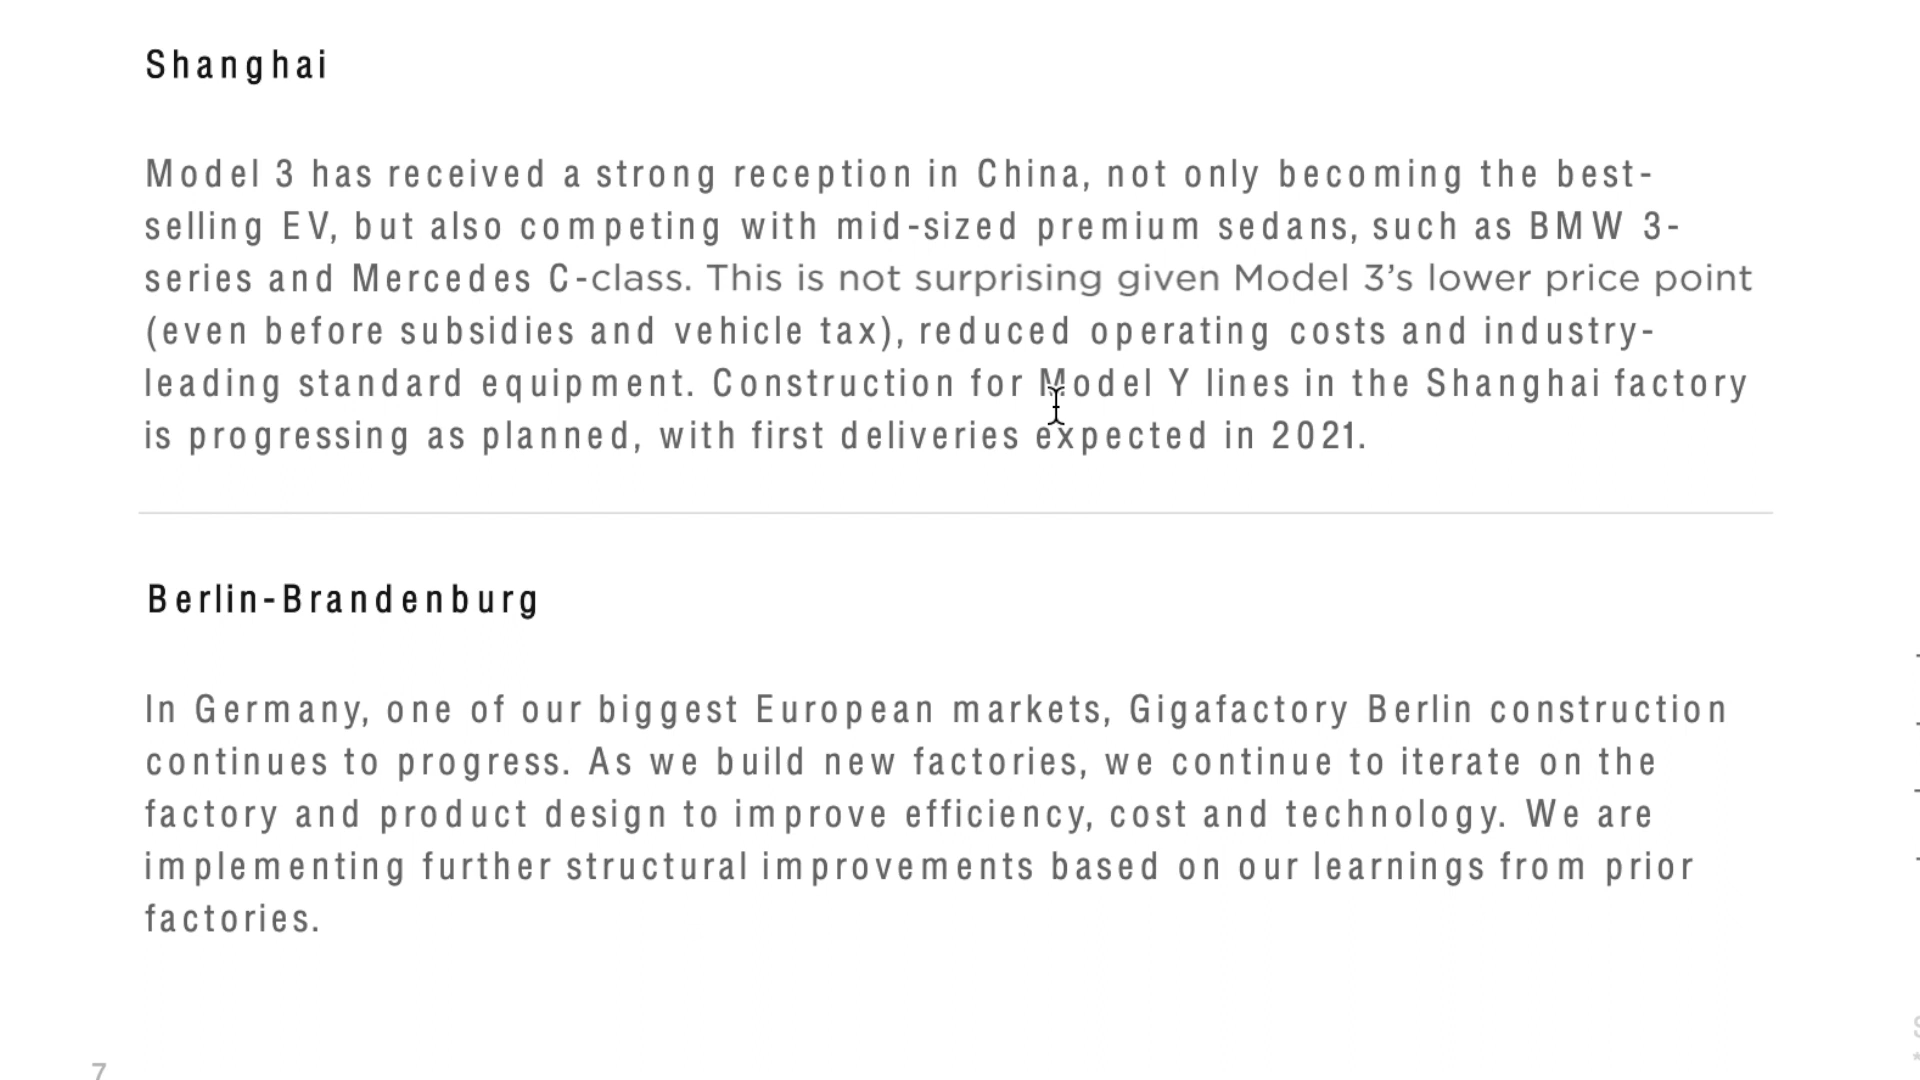 Shanghai
Model 3 has received a strong reception in China, not only becoming the best-
selling EV, but also competing with mid-sized premium sedans, such as BMW 3-
series and Mercedes C-class. This is not surprising given Model 3’s lower price point
(even before subsidies and vehicle tax), reduced operating costs and industry-
leading standard equipment. Construction for Model Y lines in the Shanghai factory
is progressing as planned, with first deliveries expected in 2021.
Berlin-Brandenburg
In Germany, one of our biggest European markets, Gigafactory Berlin construction
continues to progress. As we build new factories, we continue to iterate on the
factory and product design to improve efficiency, cost and technology. We are
implementing further structural improvements based on our learnings from prior
factories.
7